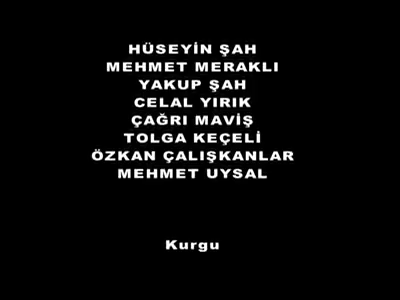 HÜSEYİN ŞAH
MEHMET MERAKLI
YAKUP ŞAH
CELAL YIRIK
ÇAĞRI MAVİŞ
TOLGA KEÇELİ
ÖZKAN ÇALIŞKANLAR
MEHMET UYSAL
Kurgu